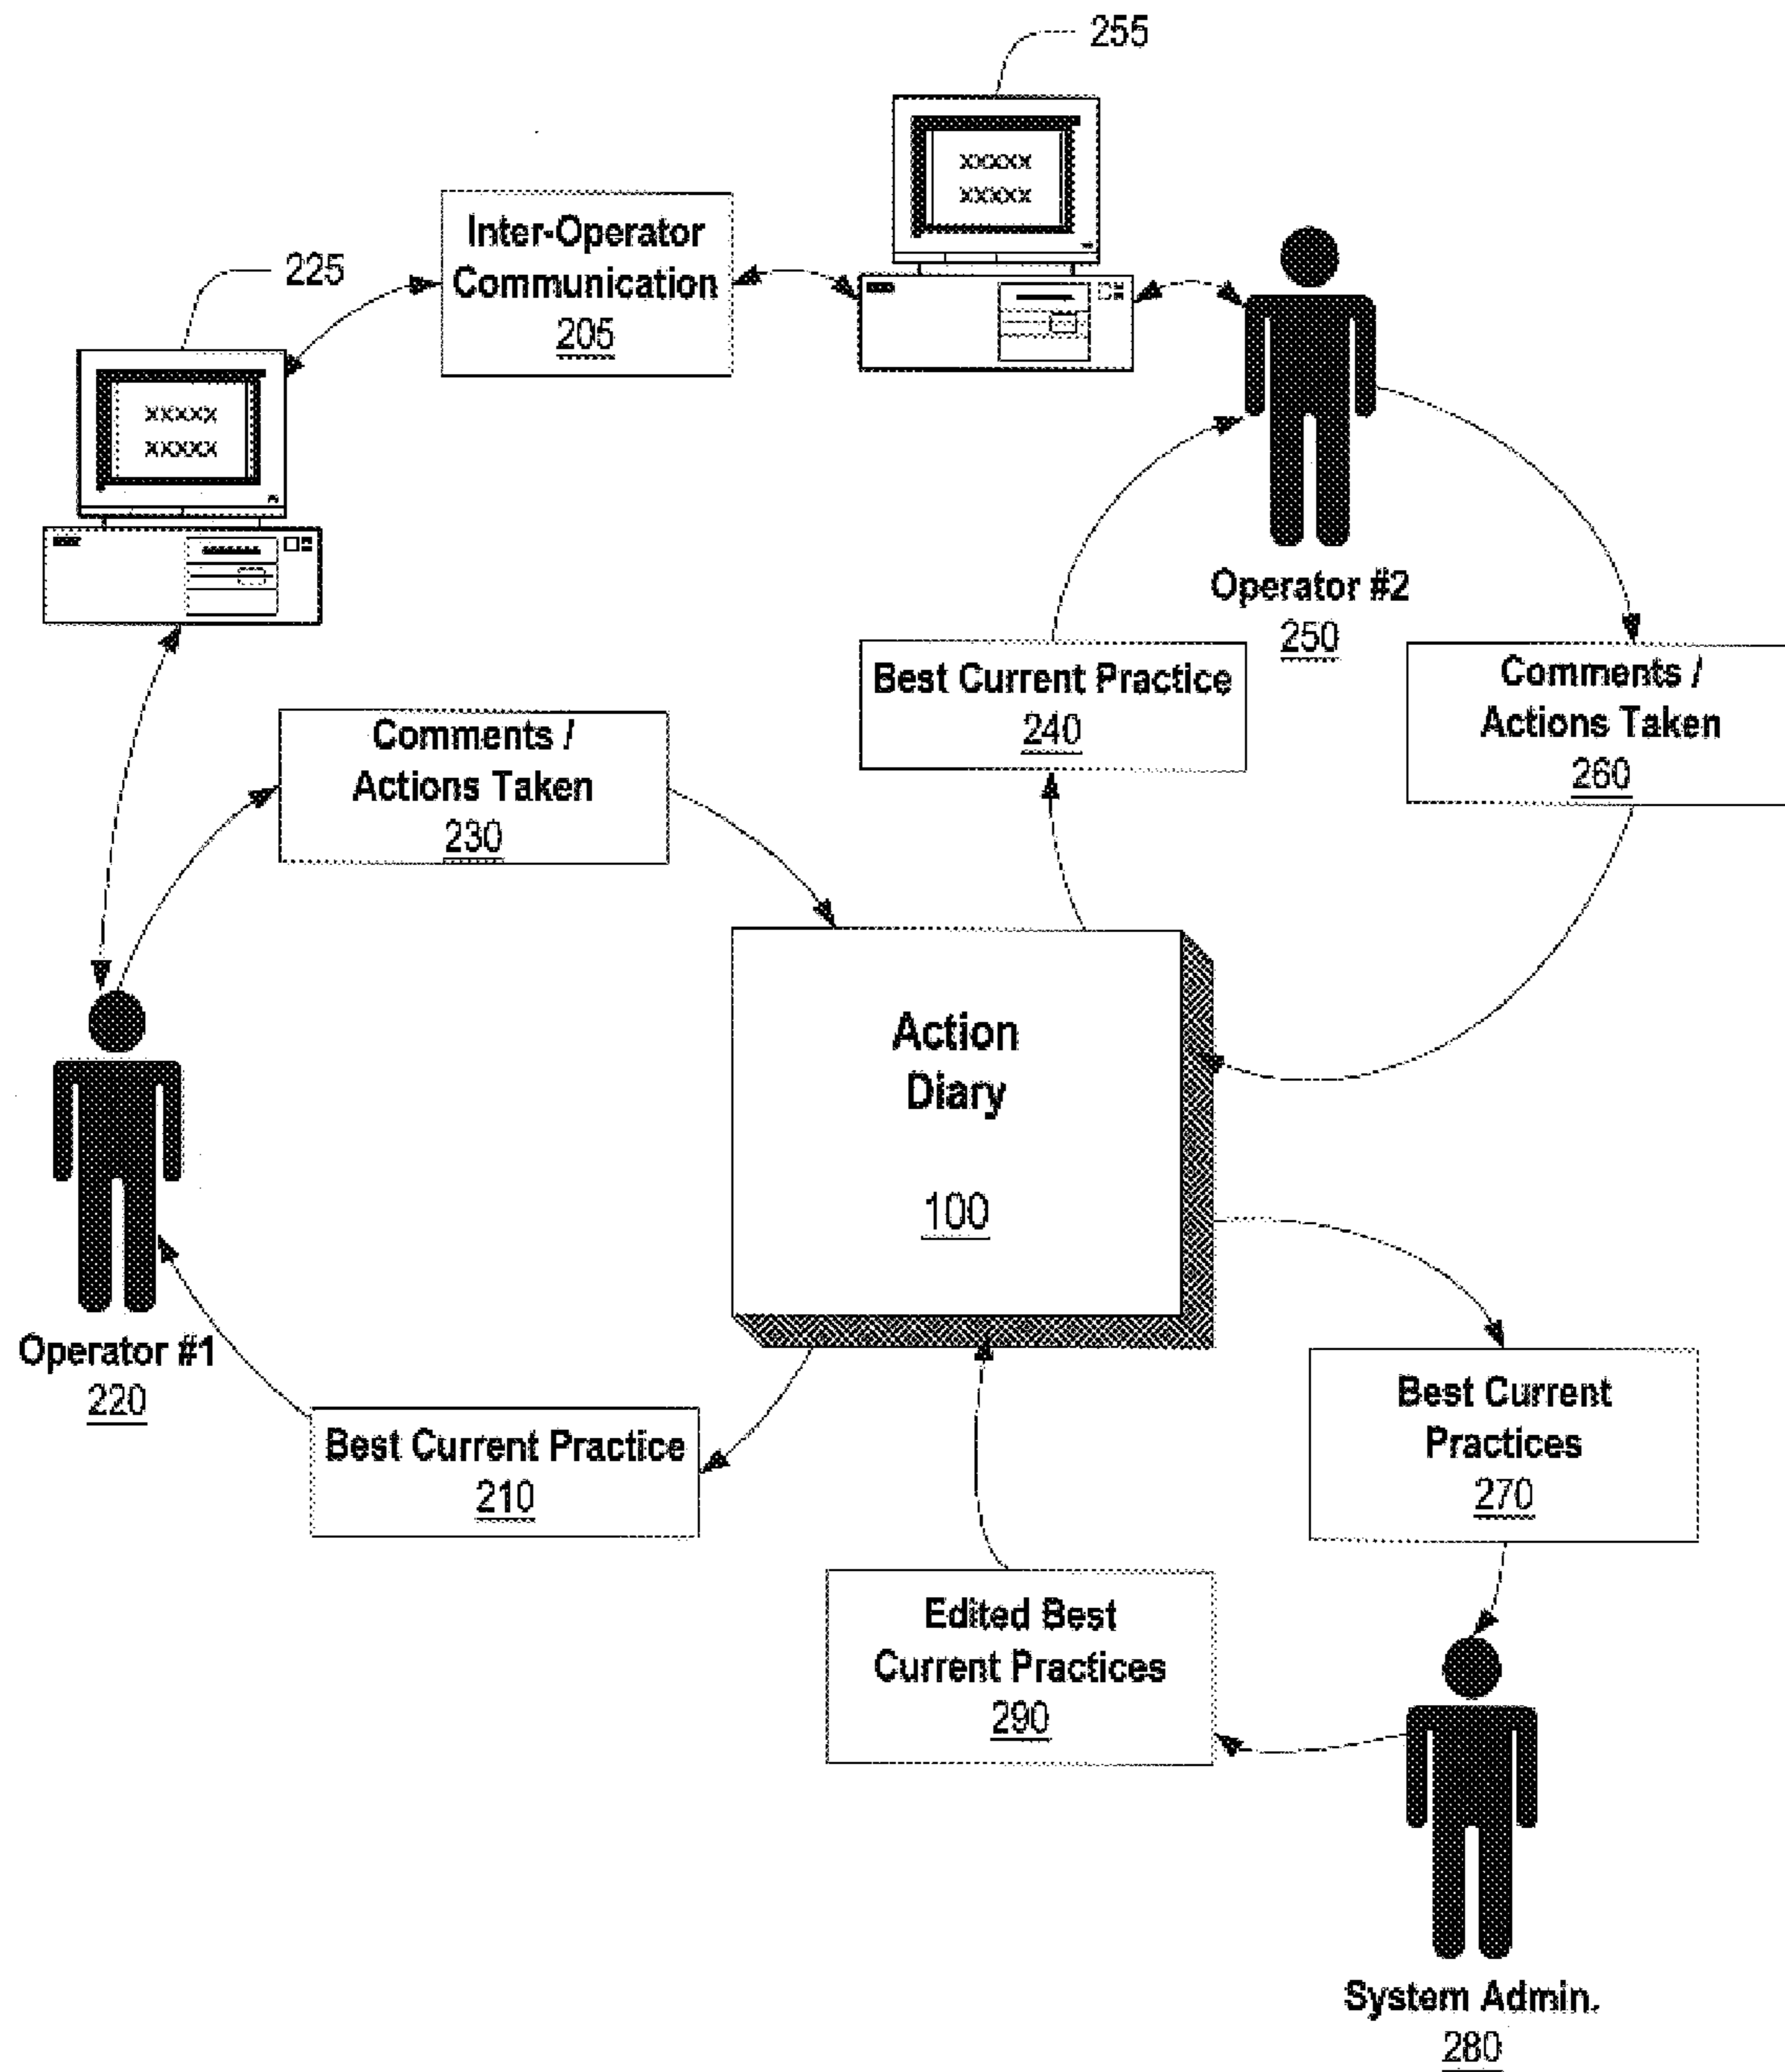 255
XXXXX
XXXXX
Inter-Operator
Communication
205
225
XXXXX
XXXXX
Operator #2
250
Best Current Practice
240
Comments /
Actions Taken
260
Comments /
Actions Taken
230
Action
Diary
100
Operator #1
220
Best Current Practice
210
Best Current
Practices
270
Edited Best
Current Practices
290
System Admin.
280